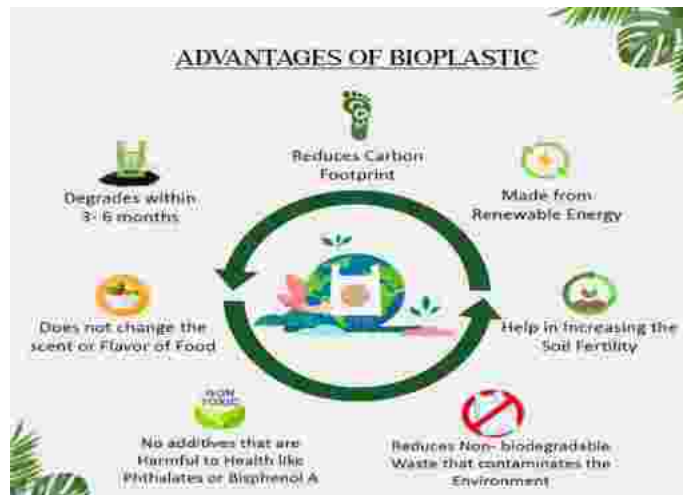 ADVANTAGES OF BIOPLASTIC
Reduces Carbon
Footprint
Degrades within
3- 6 months
Made from
Renewable Energy
Does not change the
scent or Flavor of Food
Help in Increasing the
Soil Fertility
NON
TOXIC
No additives that are
Harmful to Health like
Phthalates or Bisphenol A
Reduces Non- biodegradable
Waste that contaminates the
Environment